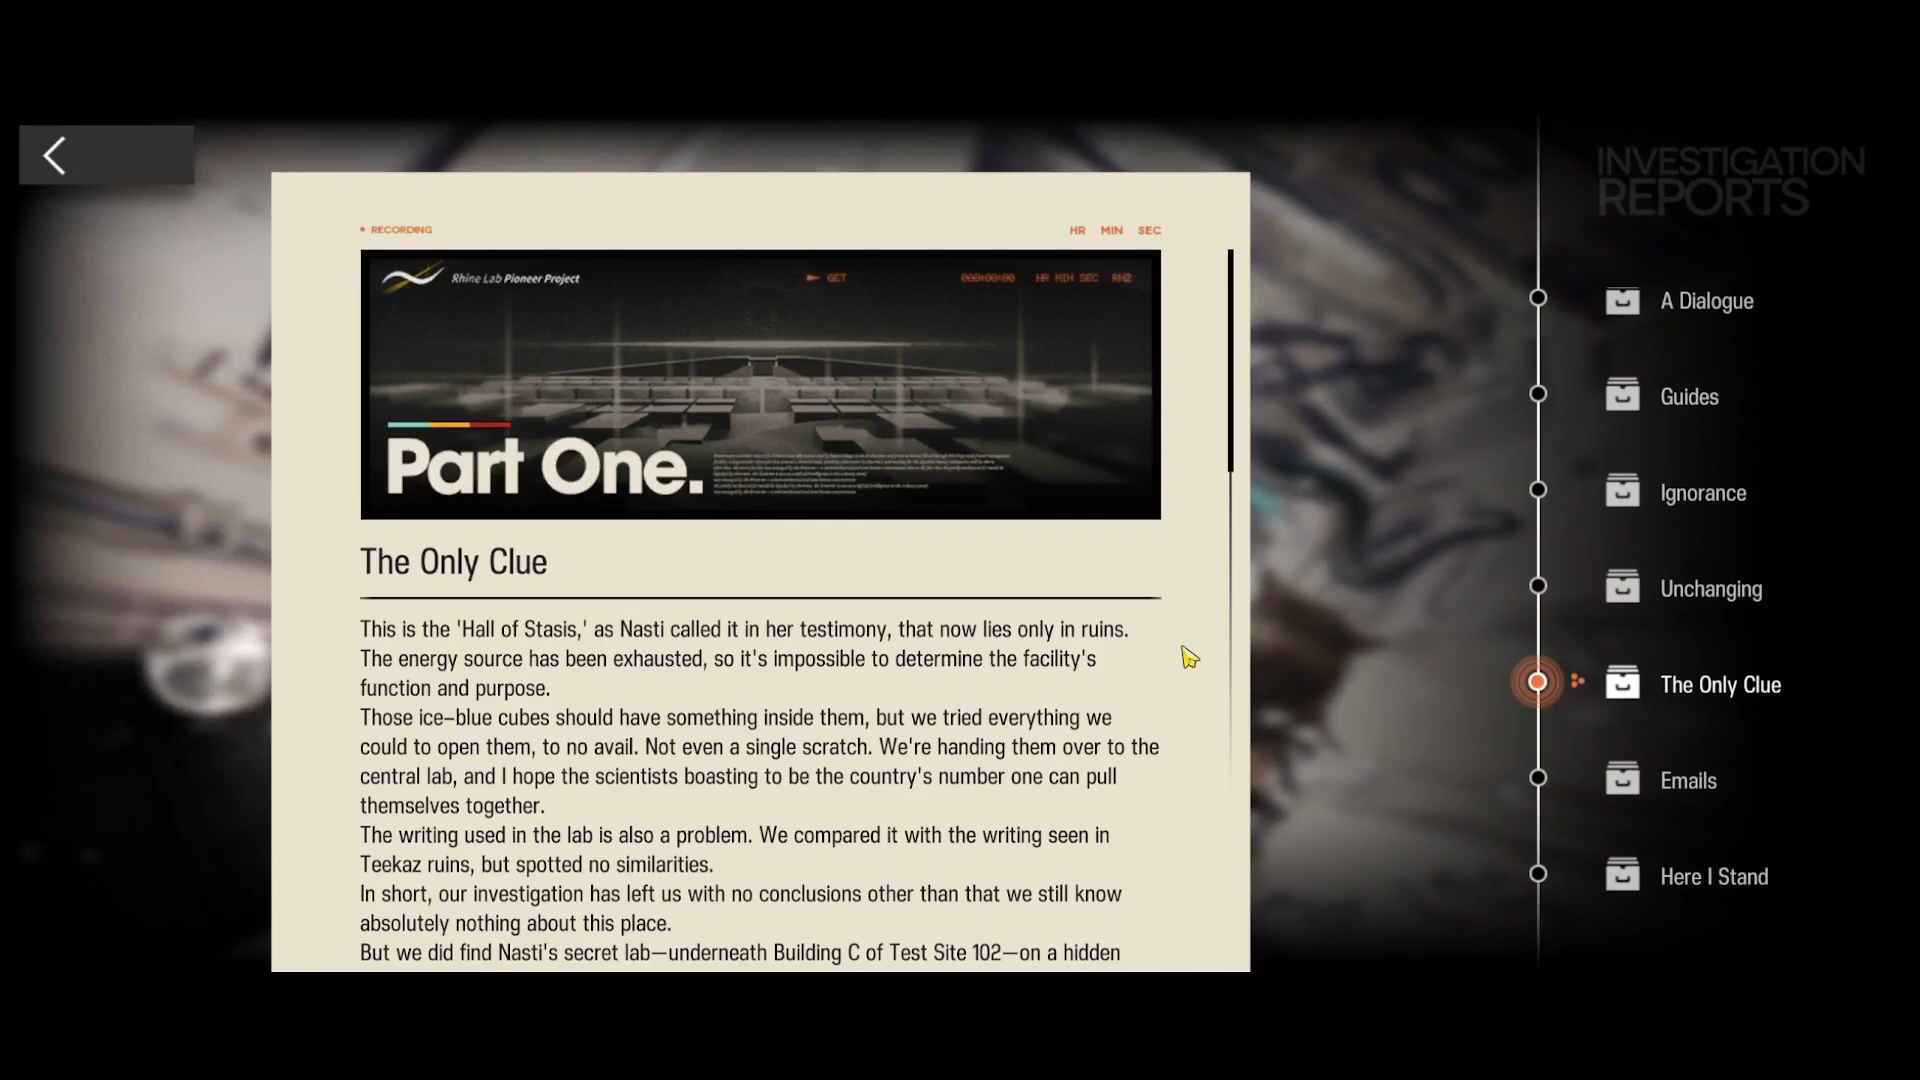 INVESTIGATION
REPORTS
RECORDING
HR MIN SEC
Rhine Lab Pioneer Project
GET
000:00:00 HR MIN SEC
Part One.
The Only Clue
This is the 'Hall of Stasis,' as Nasti called it in her testimony, that now lies only in ruins.
The energy source has been exhausted, so it's impossible to determine the facility's
function and purpose.
Those ice–blue cubes should have something inside them, but we tried everything we
could to open them, to no avail. Not even a single scratch. We're handing them over to the
central lab, and I hope the scientists boasting to be the country's number one can pull
themselves together.
The writing used in the lab is also a problem. We compared it with the writing seen in
Teekaz ruins, but spotted no similarities.
In short, our investigation has left us with no conclusions other than that we still know
absolutely nothing about this place.
But we did find Nasti's secret lab—underneath Building C of Test Site 102—on a hidden
A Dialogue
Guides
Ignorance
Unchanging
The Only Clue
Emails
Here I Stand